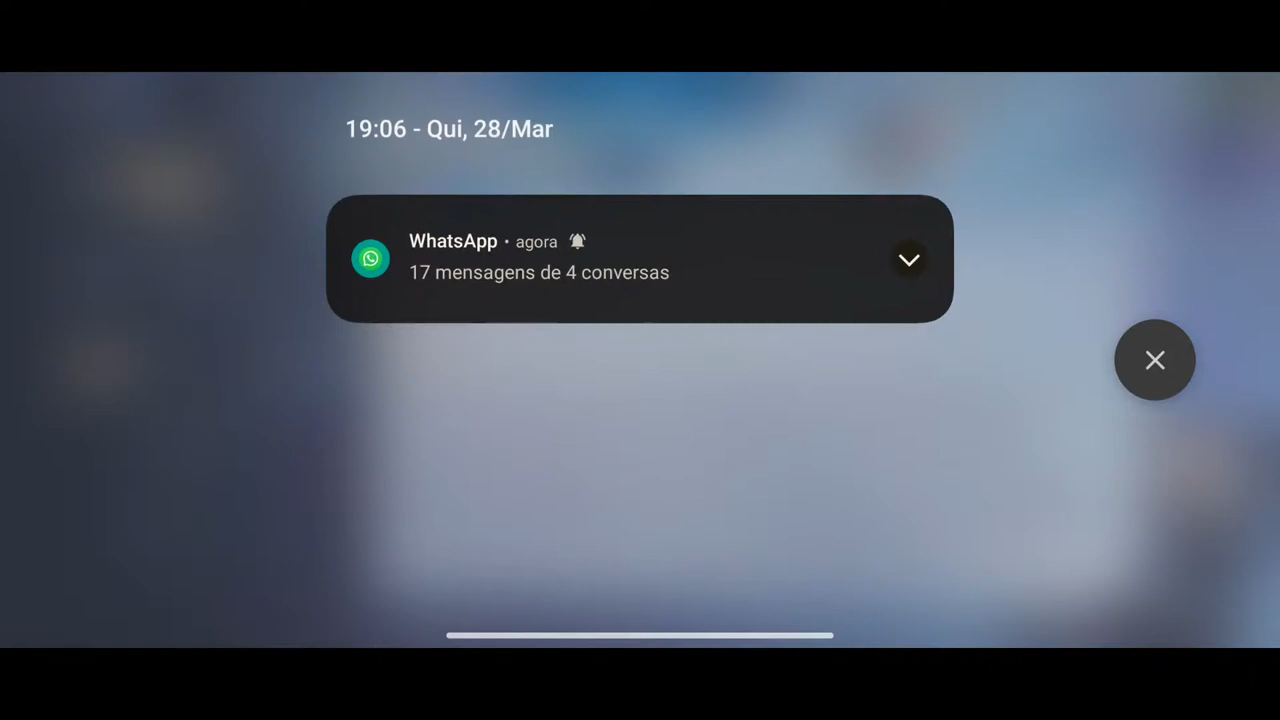 19:06 - Qui, 28/Mar
WhatsApp • agora
17 mensagens de 4 conversas